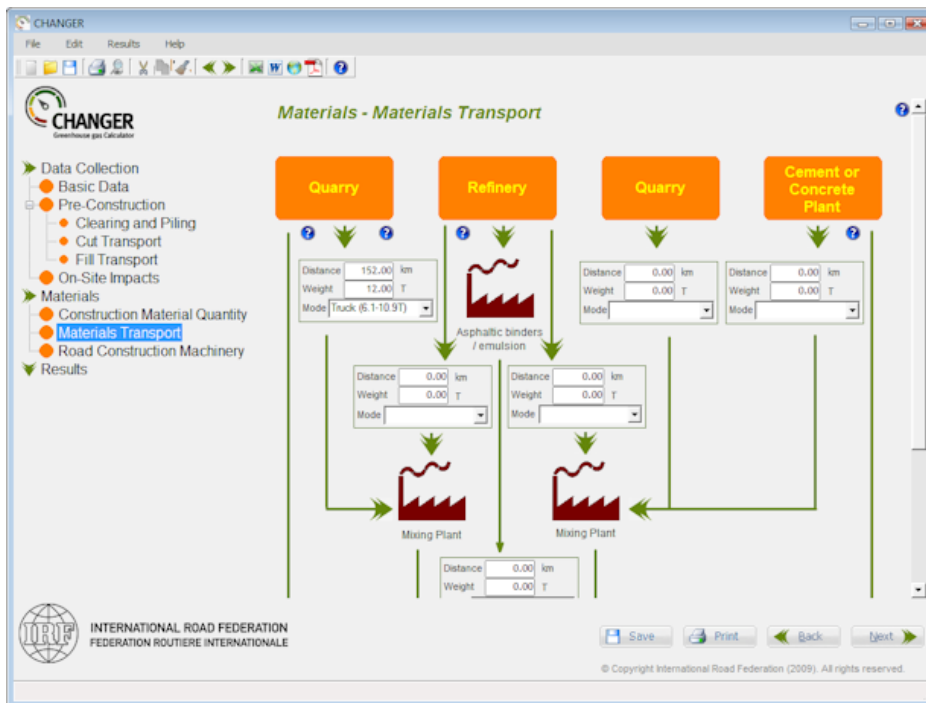 CHANGER
File Edit Results Help
CHANGER
Greenhouse gas Calculator
Materials - Materials Transport
Data Collection
Basic Data
Pre-Construction
Clearing and Piling
Cut Transport
Fill Transport
On-Site Impacts
Materials
Construction Material Quantity
Materials Transport
Road Construction Machinery
Results
Quarry
Refinery
Quarry
Cement or
Concrete
Plant
Distance 152.00 km
Weight 12.00 T
Mode Truck (6.1-10.9T)
Asphaltic binders
/ emulsion
Distance 0.00 km
Weight 0.00 T
Mode
Distance 0.00 km
Weight 0.00 T
Mode
Distance 0.00 km
Weight 0.00 T
Mode
Distance 0.00 km
Weight 0.00 T
Mode
Mixing Plant
Mixing Plant
Distance 0.00 km
Weight 0.00 T
IRF
INTERNATIONAL ROAD FEDERATION
FEDERATION ROUTIERE INTERNATIONALE
Save Print Back Next
© Copyright International Road Federation (2009). All rights reserved.